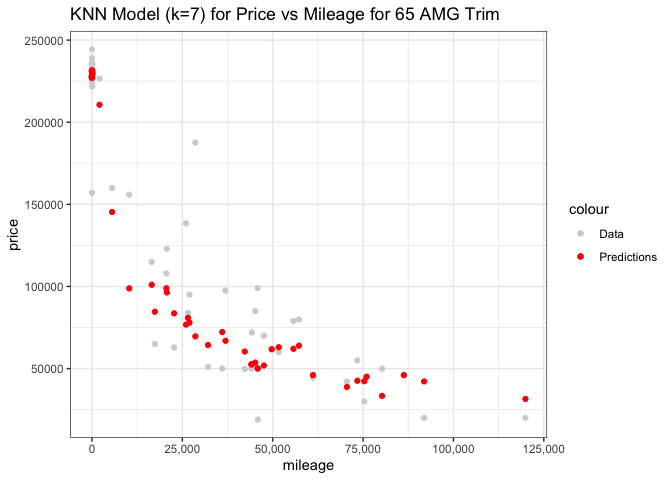 KNN Model (k=7) for Price vs Mileage for 65 AMG Trim
250000
200000
150000
100000
50000
price
0 25,000 50,000 75,000 100,000 125,000
mileage
colour
Data
Predictions